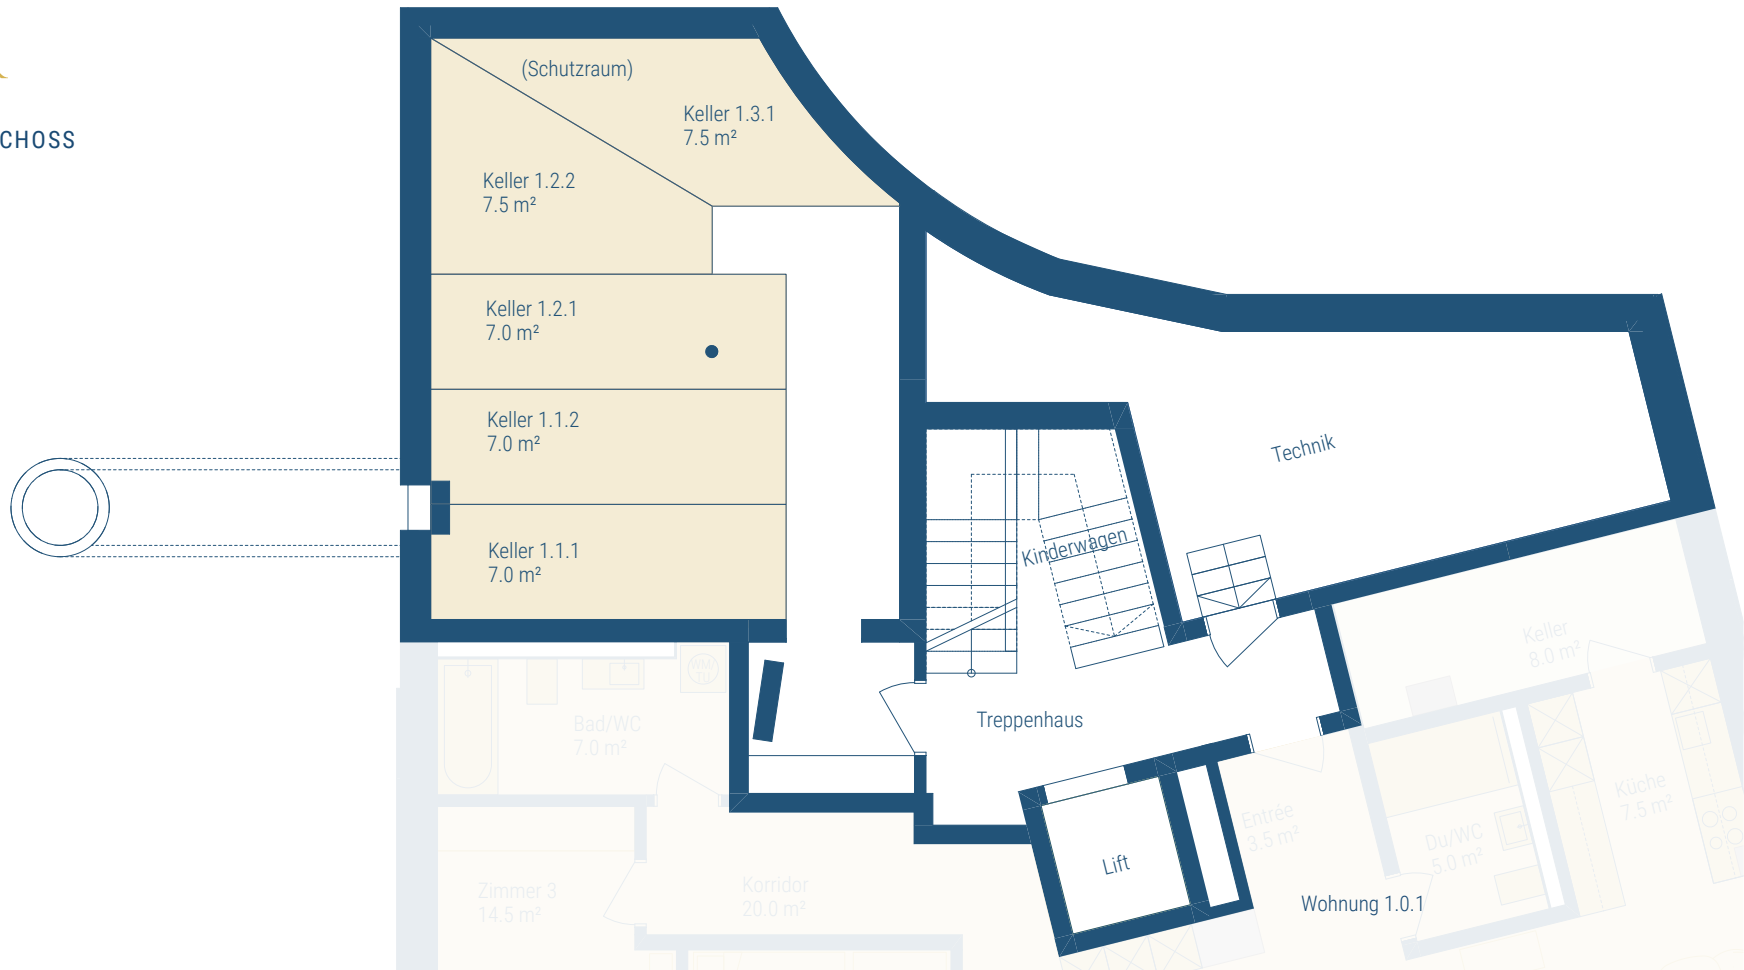 CHOSS
(Schutzraum)
Keller 1.3.1
7.5 m²
Keller 1.2.2
7.5 m²
Keller 1.2.1
7.0 m²
Keller 1.1.2
7.0 m²
Keller 1.1.1
7.0 m²
Technik
Kinderwagen
Treppenhaus
Lift
Wohnung 1.0.1
Keller
8.0 m²
Küche
7.5 m²
Du/WC
5.0 m²
Entrée
3.5 m²
Bad/WC
7.0 m²
WM
TU
Zimmer 3
14.5 m²
Korridor
20.0 m²